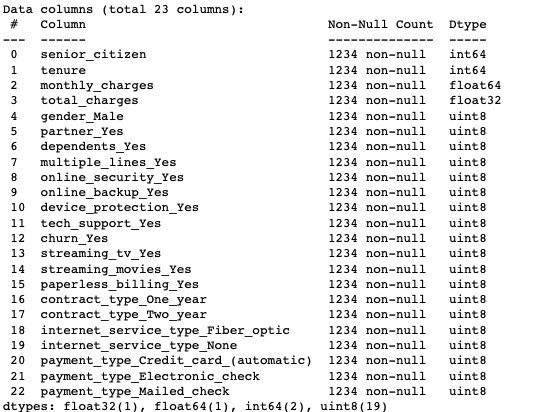 Data columns (total 23 columns):
 #   Column                                Non-Null Count  Dtype
---  ------                                --------------  -----
 0   senior_citizen                        1234 non-null   int64
 1   tenure                                1234 non-null   int64
 2   monthly_charges                       1234 non-null   float64
 3   total_charges                         1234 non-null   float32
 4   gender_Male                           1234 non-null   uint8
 5   partner_Yes                           1234 non-null   uint8
 6   dependents_Yes                        1234 non-null   uint8
 7   multiple_lines_Yes                    1234 non-null   uint8
 8   online_security_Yes                   1234 non-null   uint8
 9   online_backup_Yes                     1234 non-null   uint8
 10  device_protection_Yes                 1234 non-null   uint8
 11  tech_support_Yes                      1234 non-null   uint8
 12  churn_Yes                             1234 non-null   uint8
 13  streaming_tv_Yes                      1234 non-null   uint8
 14  streaming_movies_Yes                  1234 non-null   uint8
 15  paperless_billing_Yes                 1234 non-null   uint8
 16  contract_type_One_year                1234 non-null   uint8
 17  contract_type_Two_year                1234 non-null   uint8
 18  internet_service_type_Fiber_optic     1234 non-null   uint8
 19  internet_service_type_None            1234 non-null   uint8
 20  payment_type_Credit_card_(automatic)  1234 non-null   uint8
 21  payment_type_Electronic_check         1234 non-null   uint8
 22  payment_type_Mailed_check             1234 non-null   uint8
dtypes: float32(1), float64(1), int64(2), uint8(19)